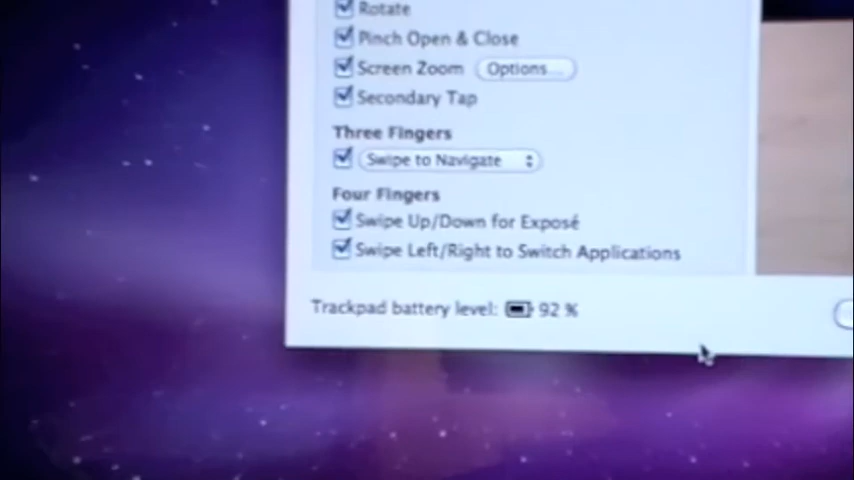 Rotate
Pinch Open & Close
Screen Zoom Options...
Secondary Tap
Three Fingers
Swipe to Navigate
Four Fingers
Swipe Up/Down for Exposé
Swipe Left/Right to Switch Applications
Trackpad battery level: 92 %